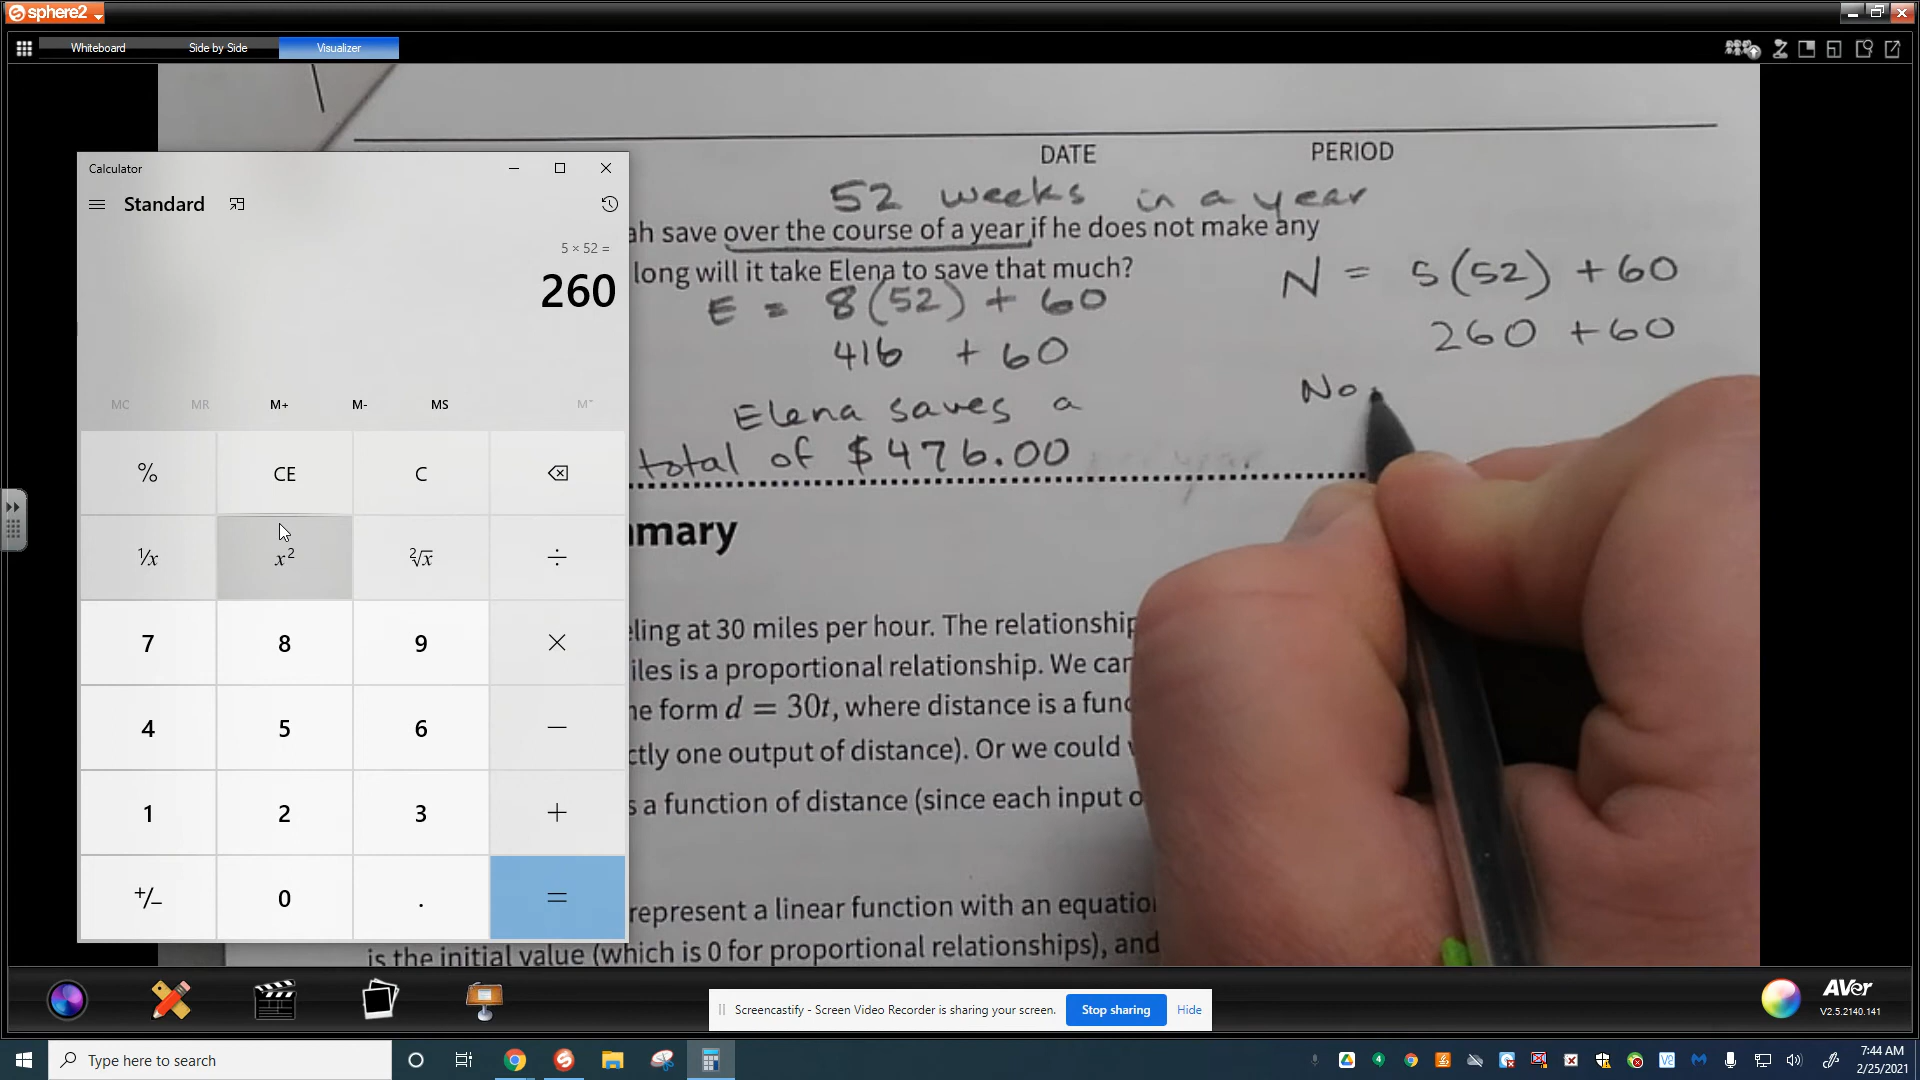 sphere2
Whiteboard Side by Side Visualizer
DATE PERIOD
52 weeks in a year
ah save over the course of a year if he does not make any
long will it take Elena to save that much?
E = 8(52) + 60
416 + 60
Elena saves a
total of $476.00
N = 5(52) + 60
260 + 60
No
mmary
ling at 30 miles per hour. The relationship
iles is a proportional relationship. We can
he form d = 30t, where distance is a func
ctly one output of distance). Or we could
s a function of distance (since each input o
represent a linear function with an equatio
is the initial value (which is 0 for proportional relationships), and
Calculator
Standard
5 × 52 =
260
MC MR M+ M- MS M˅
% CE C
¹/x x² ²√x ÷
7 8 9 ×
4 5 6 −
1 2 3 +
+/− 0 . =
Screencastify - Screen Video Recorder is sharing your screen. Stop sharing Hide
AVer
V2.5.2140.141
Type here to search
7:44 AM
2/25/2021